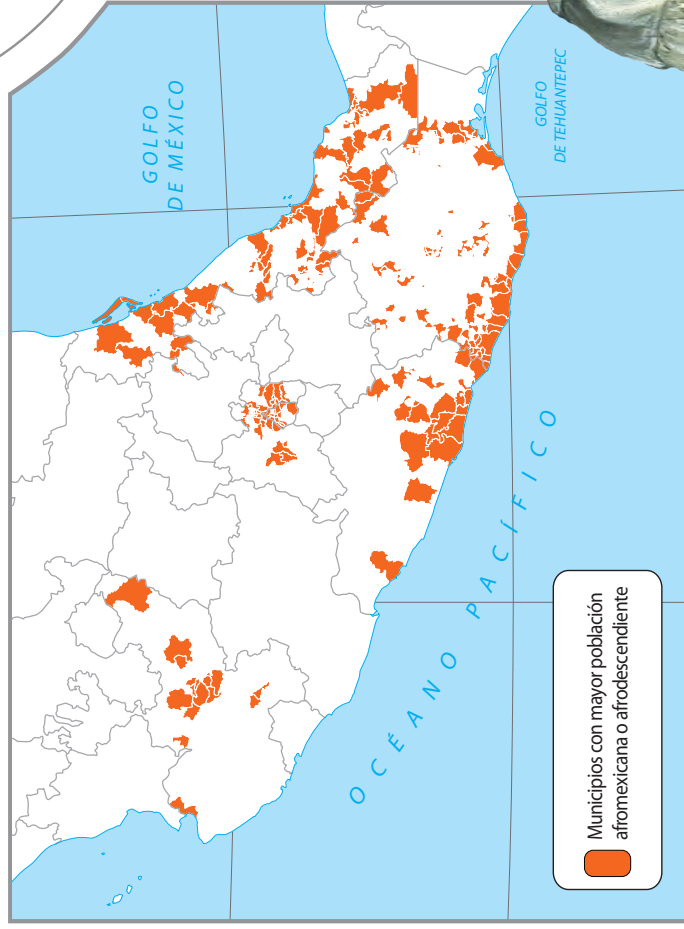 GOLFO
DE MÉXICO
GOLFO
DE TEHUANTEPEC
OCÉANO PACÍFICO
Municipios con mayor población
afromexicana o afrodescendiente